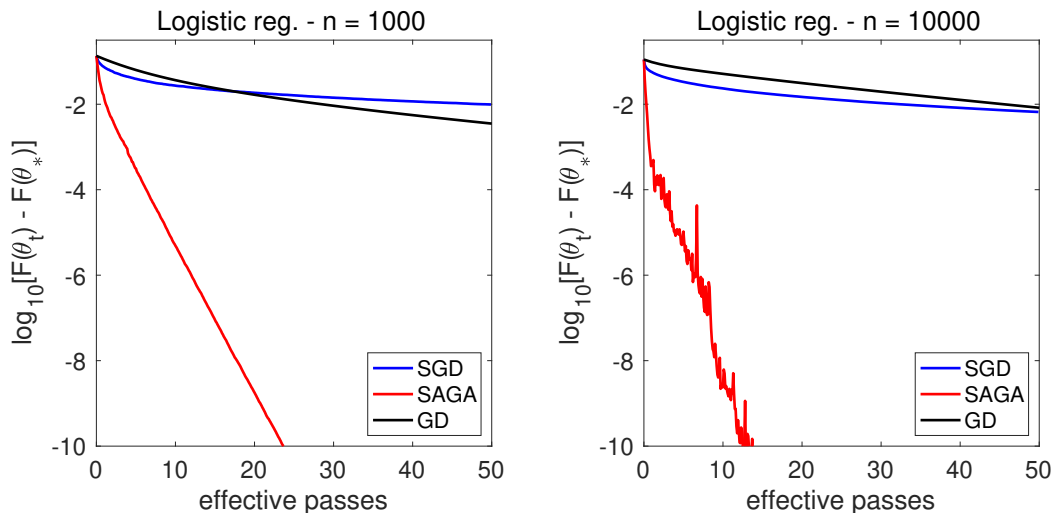 Logistic reg. - n = 1000
log10[F(θt) - F(θ*)]
-2
-4
-6
-8
-10
0
10
20
30
40
50
effective passes
SGD
SAGA
GD
Logistic reg. - n = 10000
log10[F(θt) - F(θ*)]
-2
-4
-6
-8
-10
0
10
20
30
40
50
effective passes
SGD
SAGA
GD